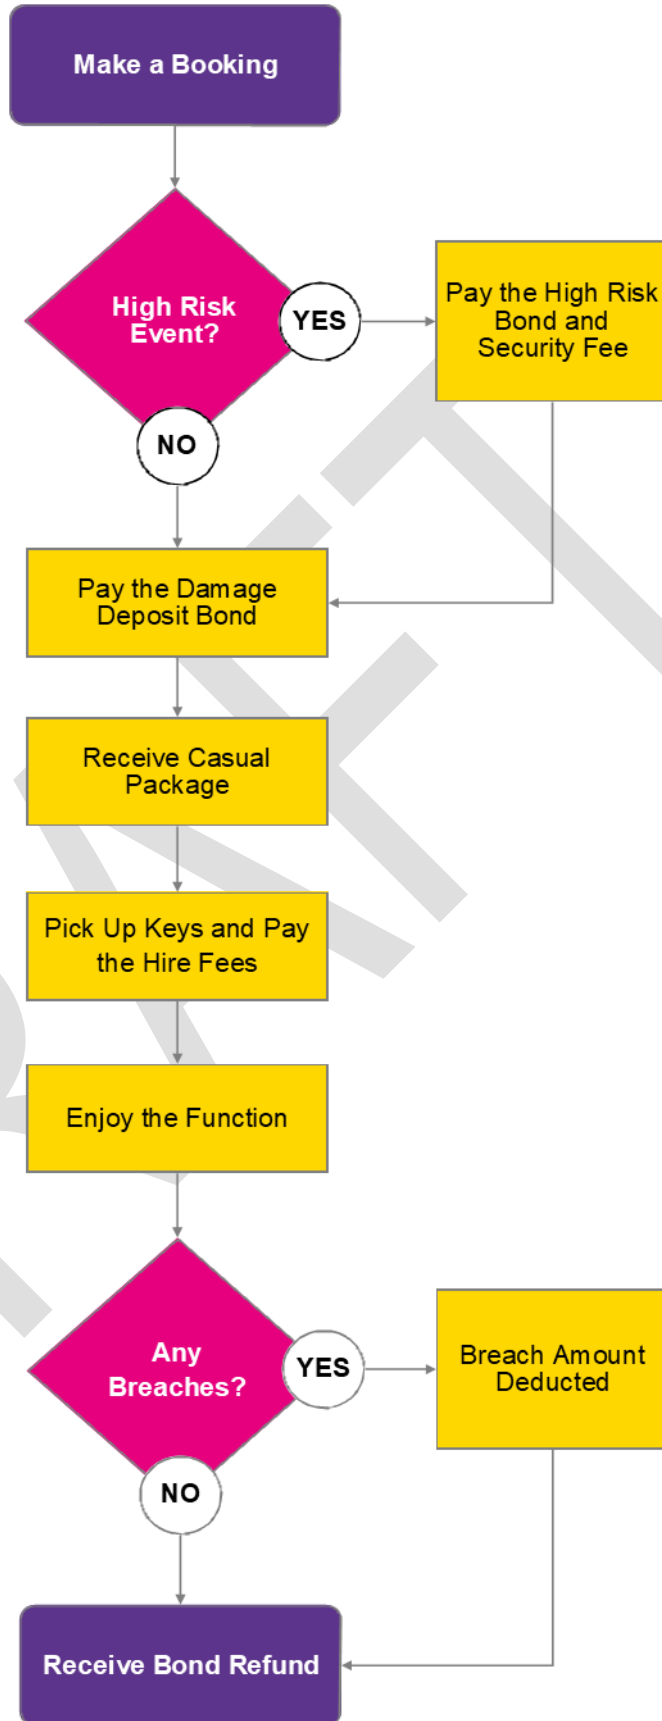 Make a Booking
High Risk
Event?
YES
Pay the High Risk
Bond and
Security Fee
NO
Pay the Damage
Deposit Bond
Receive Casual
Package
Pick Up Keys and Pay
the Hire Fees
Enjoy the Function
Any
Breaches?
YES
Breach Amount
Deducted
NO
Receive Bond Refund
DRAFT